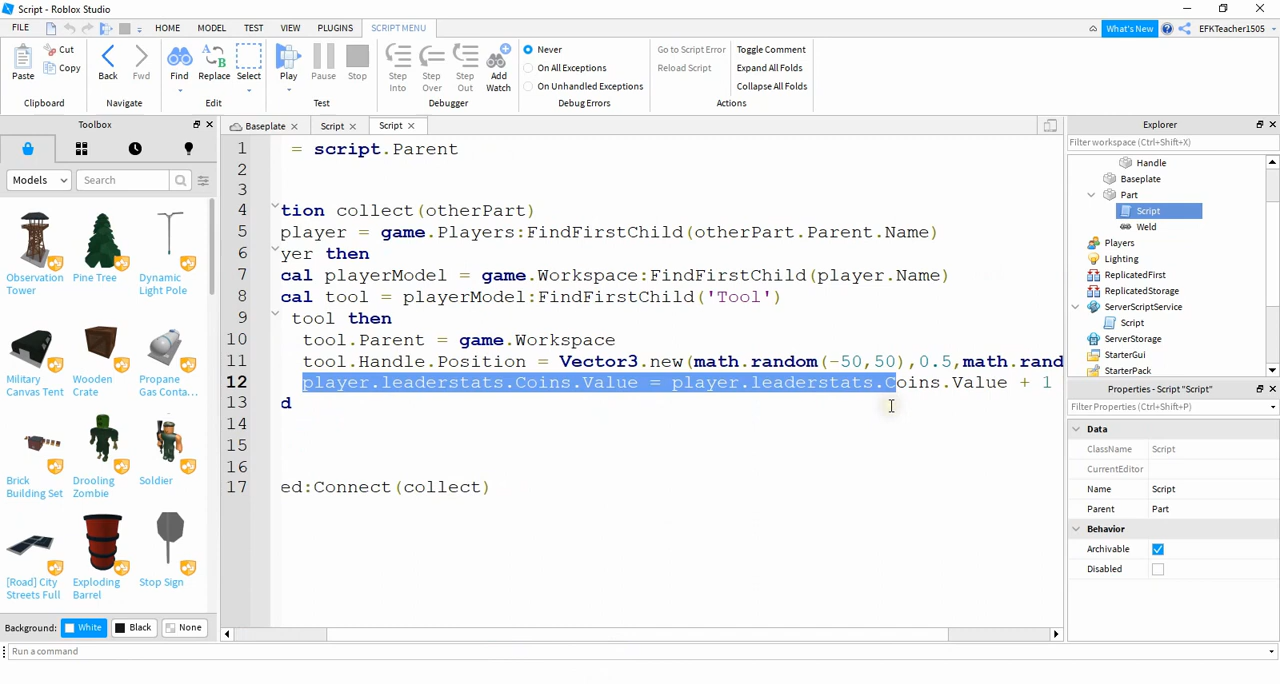 Script - Roblox Studio
FILE HOME MODEL TEST VIEW PLUGINS SCRIPT MENU What's New EFKTeacher1505
Paste Cut Copy Back Fwd Find Replace Select Play Pause Stop Step Into Step Over Step Out Add Watch Never On All Exceptions On Unhandled Exceptions Go to Script Error Reload Script Toggle Comment Expand All Folds Collapse All Folds
Clipboard Navigate Edit Test Debugger Debug Errors Actions
Toolbox
Models Search
Observation Tower
Pine Tree
Dynamic Light Pole
Military Canvas Tent
Wooden Crate
Propane Gas Conta...
Brick Building Set
Drooling Zombie
Soldier
[Road] City Streets Full
Exploding Barrel
Stop Sign
Background: White Black None
Baseplate Script Script
1 = script.Parent
2
3
4 tion collect(otherPart)
5 player = game.Players:FindFirstChild(otherPart.Parent.Name)
6 yer then
7 cal playerModel = game.Workspace:FindFirstChild(player.Name)
8 cal tool = playerModel:FindFirstChild('Tool')
9 tool then
10 tool.Parent = game.Workspace
11 tool.Handle.Position = Vector3.new(math.random(-50,50),0.5,math.rand
12 player.leaderstats.Coins.Value = player.leaderstats.Coins.Value + 1
13 d
14
15
16
17 ed:Connect(collect)
Explorer
Filter workspace (Ctrl+Shift+X)
Handle
Baseplate
Part
Script
Weld
Players
Lighting
ReplicatedFirst
ReplicatedStorage
ServerScriptService
Script
ServerStorage
StarterGui
StarterPack
Properties - Script "Script"
Filter Properties (Ctrl+Shift+P)
Data
ClassName Script
CurrentEditor
Name Script
Parent Part
Behavior
Archivable
Disabled
Run a command